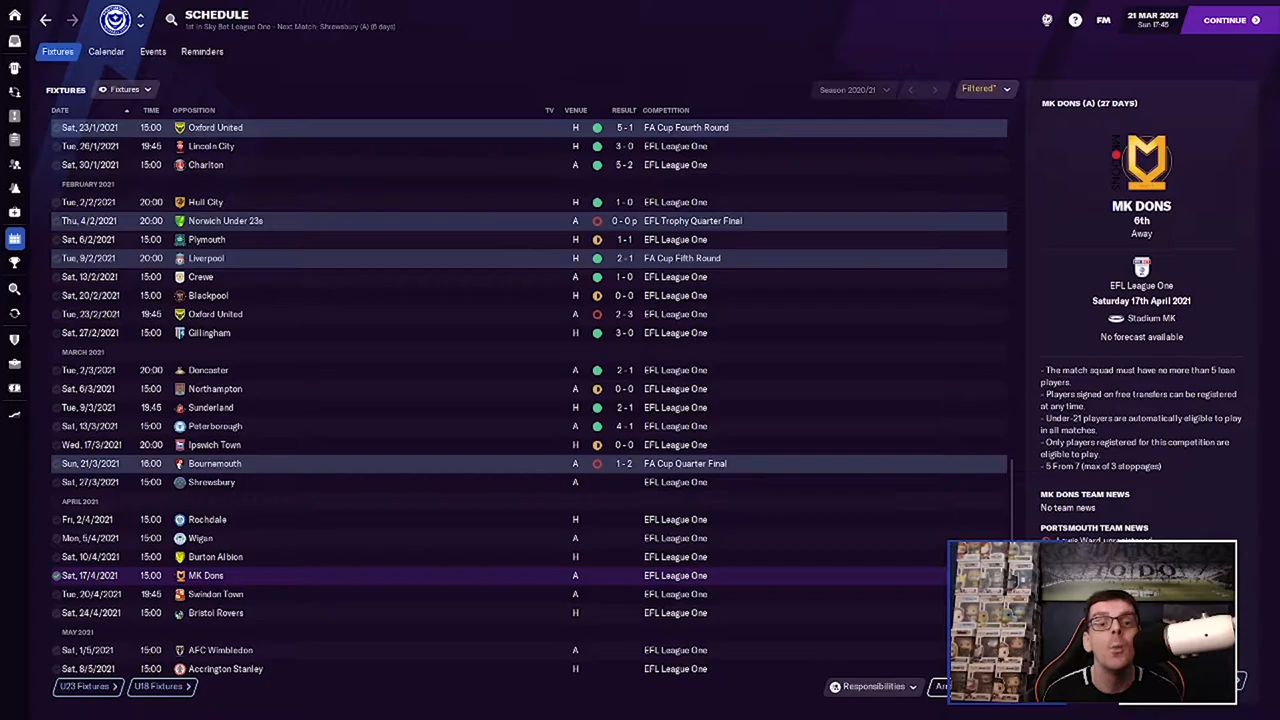 SCHEDULE
1st in Sky Bet League One - Next Match: Shrewsbury (A) (6 days)
FM
21 MAR 2021
Sun 17:45
CONTINUE
Fixtures
Calendar
Events
Reminders
FIXTURES
Fixtures
Season 2020/21
Filtered*
DATE TIME OPPOSITION TV VENUE RESULT COMPETITION
Sat, 23/1/2021 15:00 Oxford United H 5 - 1 FA Cup Fourth Round
Tue, 26/1/2021 19:45 Lincoln City H 3 - 0 EFL League One
Sat, 30/1/2021 15:00 Charlton A 5 - 2 EFL League One
FEBRUARY 2021
Tue, 2/2/2021 20:00 Hull City H 1 - 0 EFL League One
Thu, 4/2/2021 20:00 Norwich Under 23s A 0 - 0 p EFL Trophy Quarter Final
Sat, 6/2/2021 15:00 Plymouth H 1 - 1 EFL League One
Tue, 9/2/2021 20:00 Liverpool H 2 - 1 FA Cup Fifth Round
Sat, 13/2/2021 15:00 Crewe A 1 - 0 EFL League One
Sat, 20/2/2021 15:00 Blackpool H 0 - 0 EFL League One
Tue, 23/2/2021 19:45 Oxford United A 2 - 3 EFL League One
Sat, 27/2/2021 15:00 Gillingham H 3 - 0 EFL League One
MARCH 2021
Tue, 2/3/2021 20:00 Doncaster A 2 - 1 EFL League One
Sat, 6/3/2021 15:00 Northampton A 0 - 0 EFL League One
Tue, 9/3/2021 19:45 Sunderland H 2 - 1 EFL League One
Sat, 13/3/2021 15:00 Peterborough A 4 - 1 EFL League One
Wed, 17/3/2021 20:00 Ipswich Town H 0 - 0 EFL League One
Sun, 21/3/2021 16:00 Bournemouth A 1 - 2 FA Cup Quarter Final
Sat, 27/3/2021 15:00 Shrewsbury A EFL League One
APRIL 2021
Fri, 2/4/2021 15:00 Rochdale H EFL League One
Mon, 5/4/2021 15:00 Wigan A EFL League One
Sat, 10/4/2021 15:00 Burton Albion H EFL League One
Sat, 17/4/2021 15:00 MK Dons A EFL League One
Tue, 20/4/2021 19:45 Swindon Town A EFL League One
Sat, 24/4/2021 15:00 Bristol Rovers H EFL League One
MAY 2021
Sat, 1/5/2021 15:00 AFC Wimbledon A EFL League One
Sat, 8/5/2021 15:00 Accrington Stanley H EFL League One
U23 Fixtures
U18 Fixtures
Responsibilities
MK DONS (A) (27 DAYS)
MK DONS
6th
Away
EFL League One
Saturday 17th April 2021
Stadium MK
No forecast available
- The match squad must have no more than 5 loan
players.
- Players signed on free transfers can be registered
at any time.
- Under-21 players are automatically eligible to play
in all matches.
- Only players registered for this competition are
eligible to play.
- 5 From 7 (max of 3 stoppages)
MK DONS TEAM NEWS
No team news
PORTSMOUTH TEAM NEWS
Lewis Ward unregistered